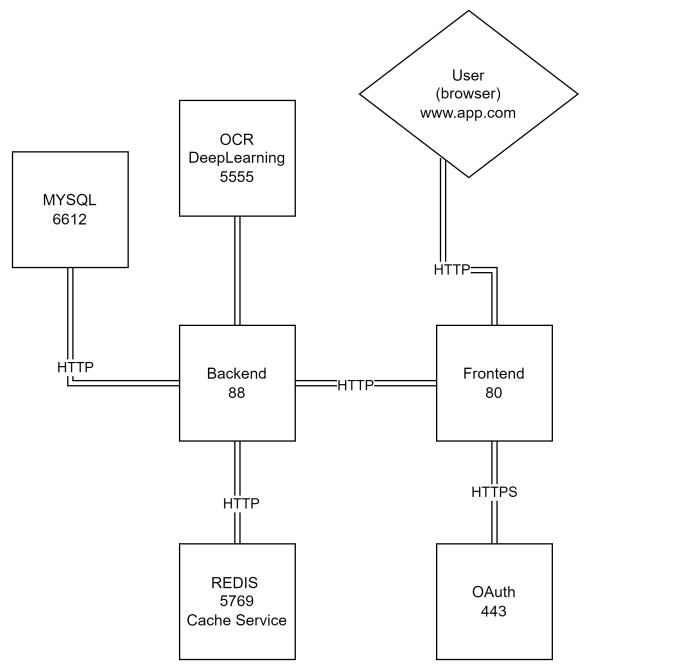 User
(browser)
www.app.com
OCR
DeepLearning
5555
MYSQL
6612
HTTP
HTTP
Backend
88
HTTP
Frontend
80
HTTP
HTTPS
REDIS
5769
Cache Service
OAuth
443